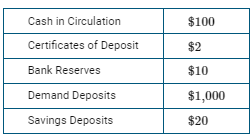 Cash in Circulation $100
Certificates of Deposit $2
Bank Reserves $10
Demand Deposits $1,000
Savings Deposits $20